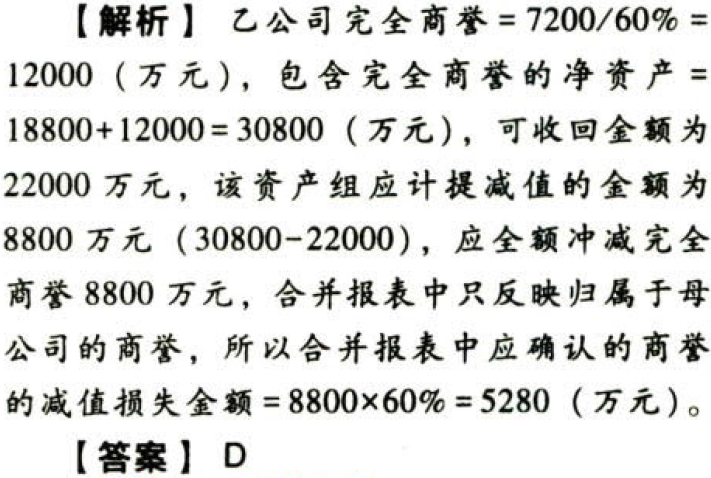 【解析】 乙公司完全商誉=7200/60%=
12000（万元），包含完全商誉的净资产=
18800+12000=30800（万元），可收回金额为
22000万元，该资产组应计提减值的金额为
8800万元（30800-22000），应全额冲减完全
商誉8800万元，合并报表中只反映归属于母
公司的商誉，所以合并报表中应确认的商誉
的减值损失金额=8800×60%=5280（万元）。
【答案】 D